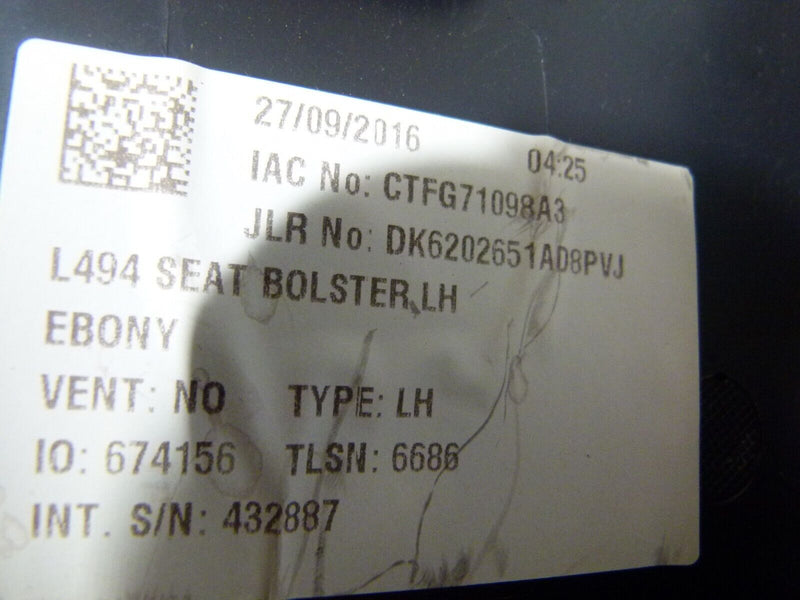 27/09/2016 04:25
IAC No: CTFG71098A3
JLR No: DK6202651AD8PVJ
L494 SEAT BOLSTER,LH
EBONY
VENT: NO TYPE: LH
IO: 674156 TLSN: 6686
INT. S/N: 432887